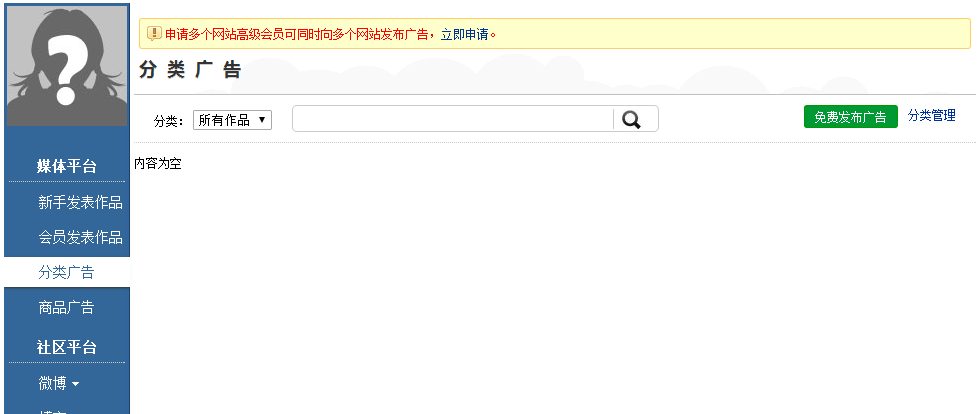 申请多个网站高级会员可同时向多个网站发布广告，立即申请。
分类广告
分类： 所有作品
免费发布广告 分类管理
内容为空
媒体平台
新手发表作品
会员发表作品
分类广告
商品广告
社区平台
微博